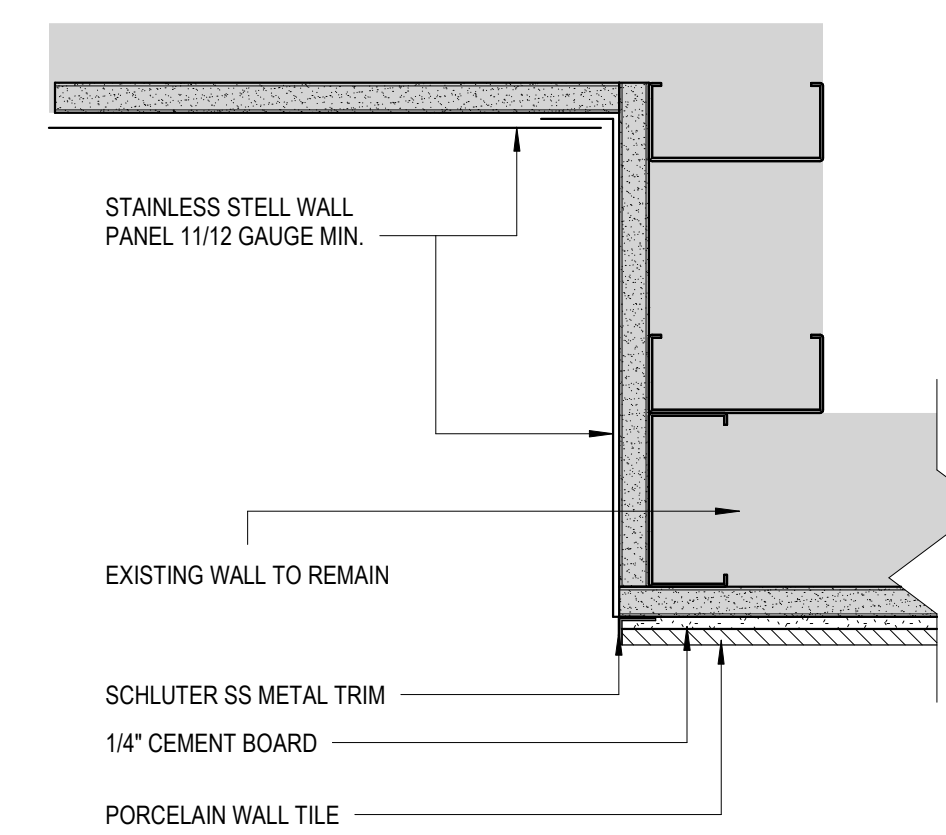 STAINLESS STELL WALL
PANEL 11/12 GAUGE MIN.
EXISTING WALL TO REMAIN
SCHLUTER SS METAL TRIM
1/4" CEMENT BOARD
PORCELAIN WALL TILE